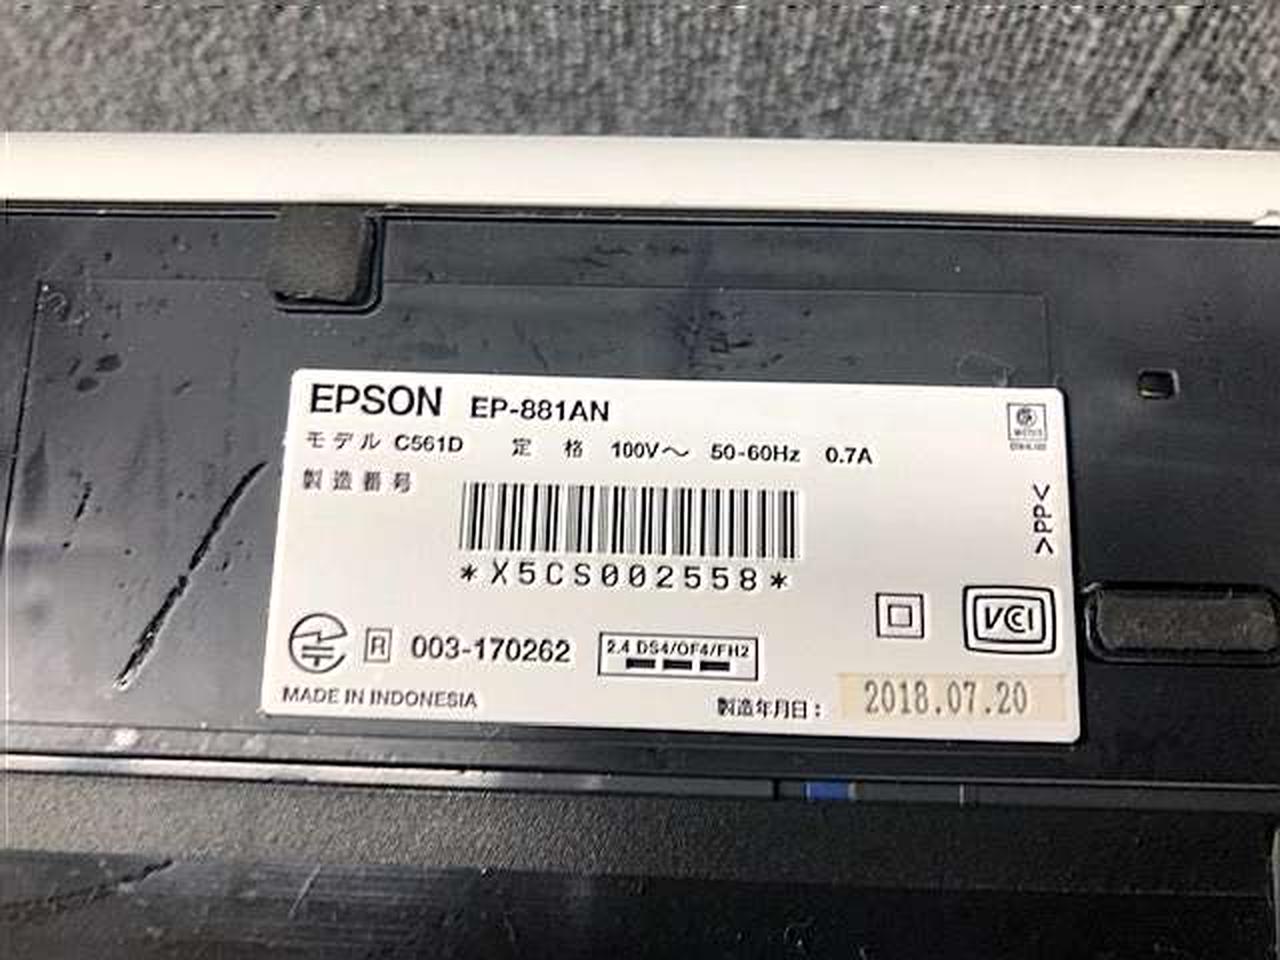 EPSON EP-881AN
モデル C561D 定 格 100V～ 50-60Hz 0.7A
製造番号
*X5CS002558*
>PP<
VCCI
R 003-170262 2.4 DS4/OF4/FH2
MADE IN INDONESIA 製造年月日： 2018.07.20